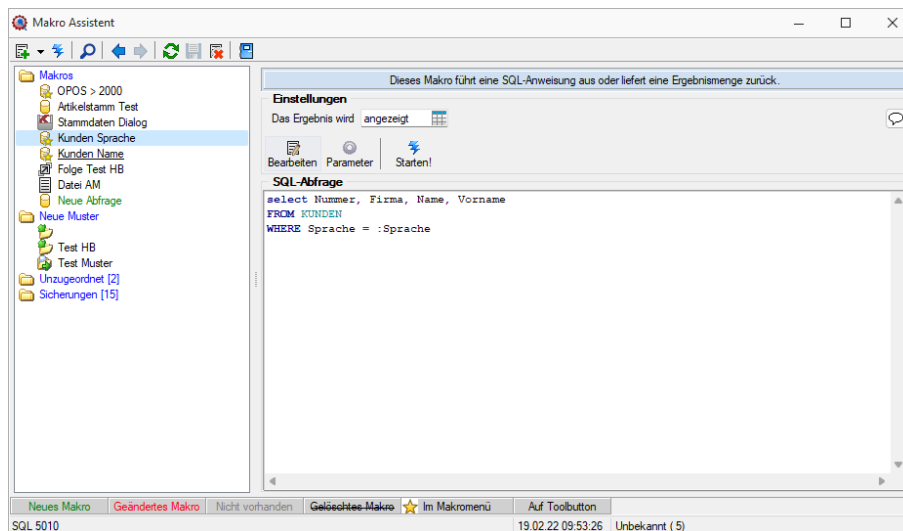 Makro Assistent
Makros
OPOS > 2000
Artikelstamm Test
Stammdaten Dialog
Kunden Sprache
Kunden Name
Folge Test HB
Datei AM
Neue Abfrage
Neue Muster
Test HB
Test Muster
Unzugeordnet [2]
Sicherungen [15]
Dieses Makro führt eine SQL-Anweisung aus oder liefert eine Ergebnismenge zurück.
Einstellungen
Das Ergebnis wird angezeigt
Bearbeiten Parameter Starten!
SQL-Abfrage
select Nummer, Firma, Name, Vorname
FROM KUNDEN
WHERE Sprache = :Sprache
Neues Makro Geändertes Makro Nicht vorhanden Gelöschtes Makro Im Makromenü Auf Toolbutton
SQL 5010 19.02.22 09:53:26 Unbekannt ( 5)